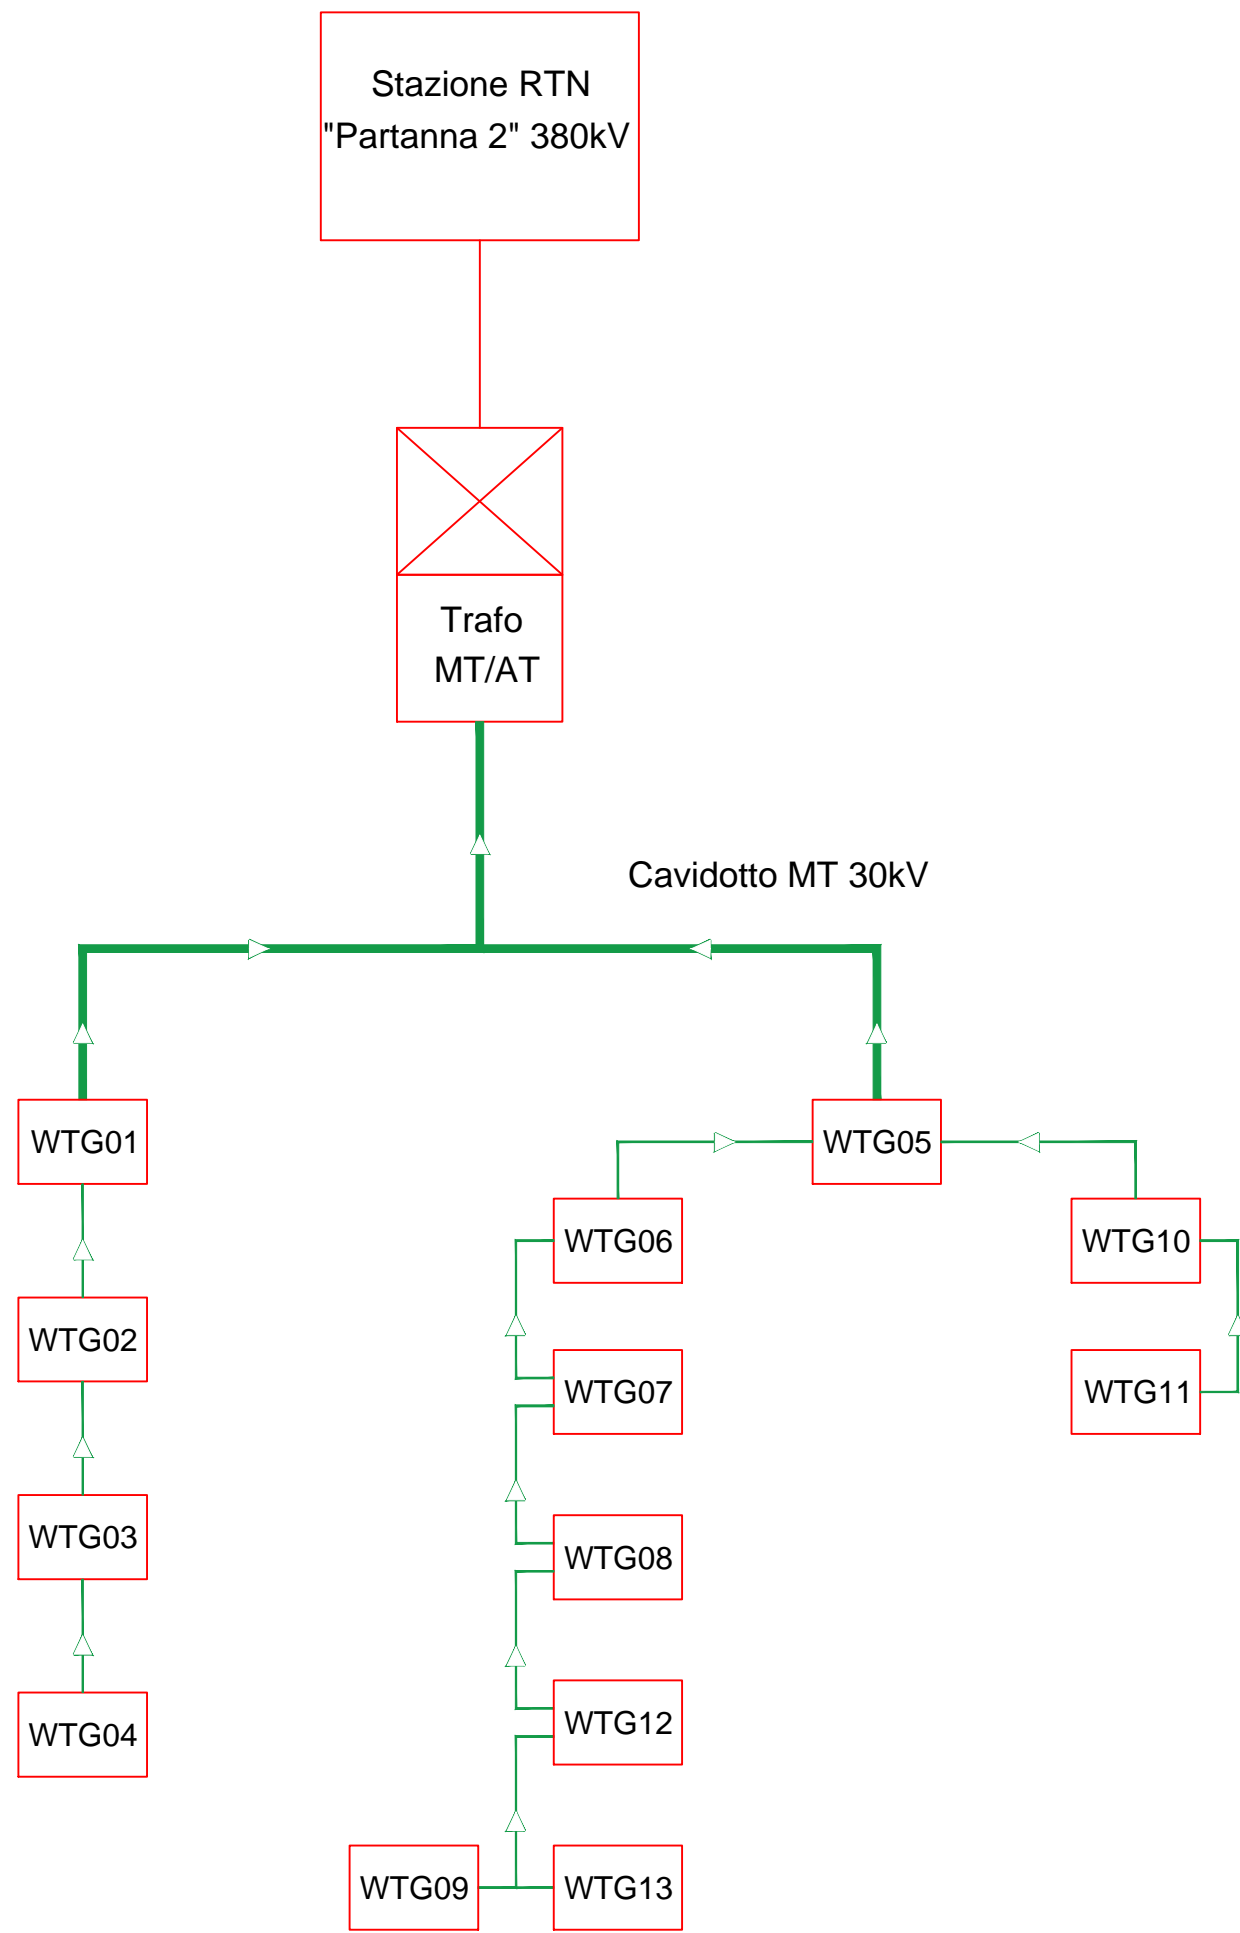 Stazione RTN
"Partanna 2" 380kV
Trafo
MT/AT
Cavidotto MT 30kV
WTG01
WTG05
WTG06
WTG10
WTG02
WTG07
WTG11
WTG03
WTG08
WTG04
WTG12
WTG09
WTG13